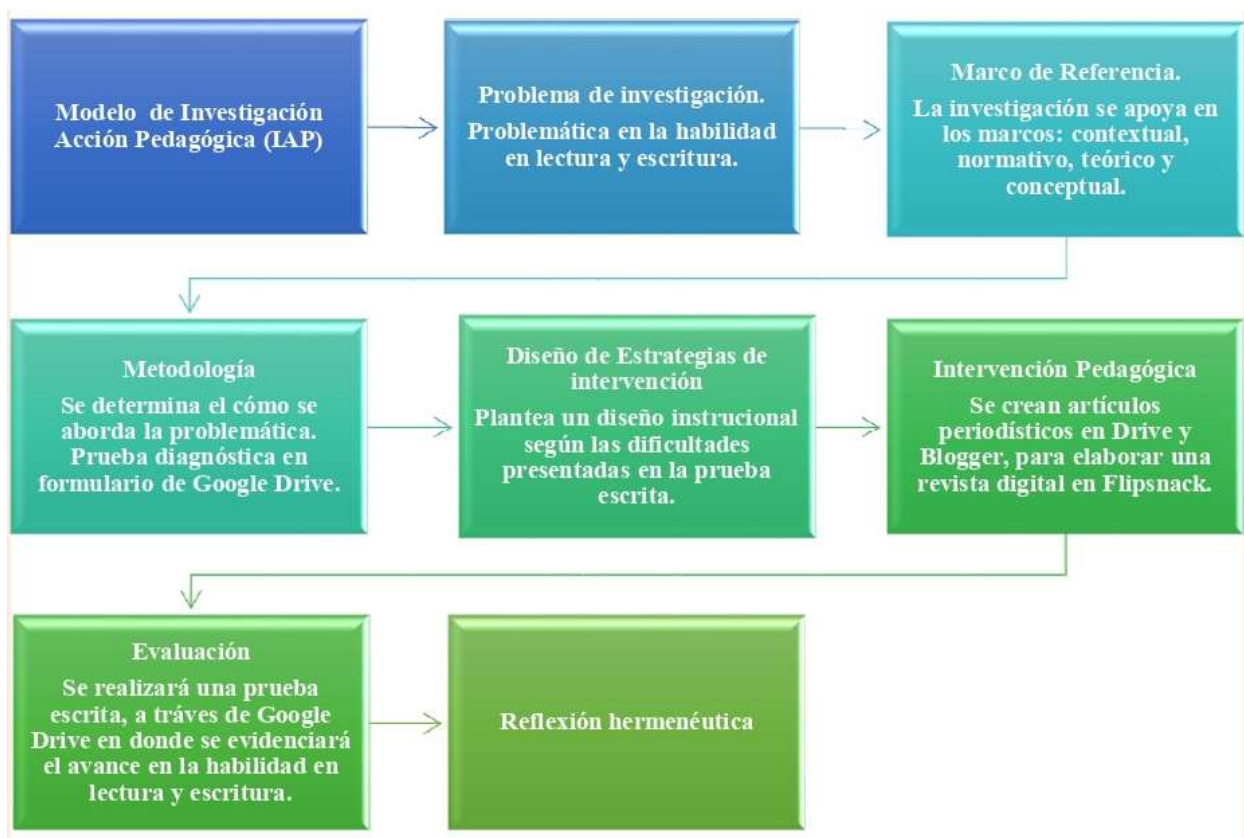 Modelo de Investigación
Acción Pedagógica (IAP)
Problema de investigación.
Problemática en la habilidad
en lectura y escritura.
Marco de Referencia.
La investigación se apoya en
los marcos: contextual,
normativo, teórico y
conceptual.
Metodología
Se determina el cómo se
aborda la problemática.
Prueba diagnóstica en
formulario de Google Drive.
Diseño de Estrategias de
intervención
Plantea un diseño instrucional
según las dificultades
presentadas en la prueba
escrita.
Intervención Pedagógica
Se crean artículos
periodísticos en Drive y
Blogger, para elaborar una
revista digital en Flipsnack.
Evaluación
Se realizará una prueba
escrita, a tráves de Google
Drive en donde se evidenciará
el avance en la habilidad en
lectura y escritura.
Reflexión hermenéutica